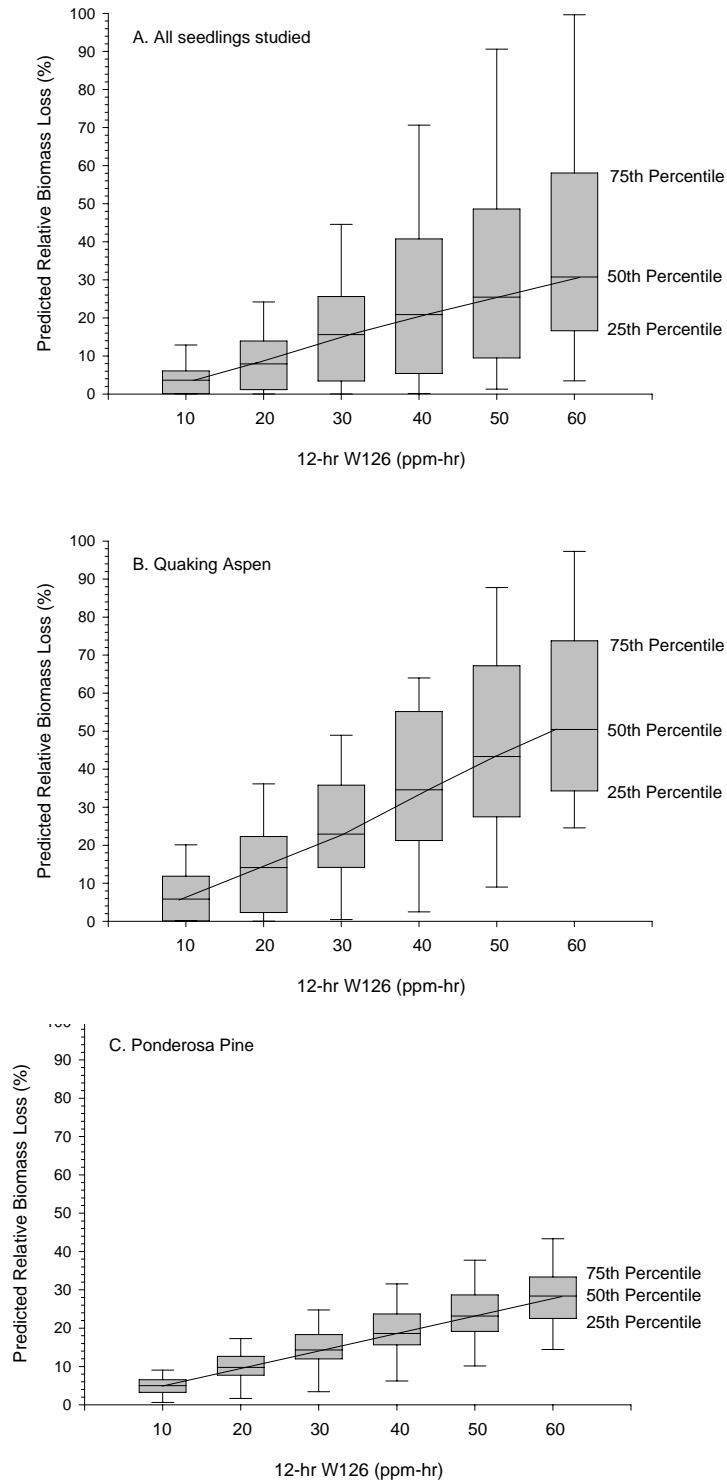 A. All seedlings studied
Predicted Relative Biomass Loss (%)
100
90
80
70
60
50
40
30
20
10
0
75th Percentile
50th Percentile
25th Percentile
10 20 30 40 50 60
12-hr W126 (ppm-hr)
B. Quaking Aspen
Predicted Relative Biomass Loss (%)
100
90
80
70
60
50
40
30
20
10
0
75th Percentile
50th Percentile
25th Percentile
10 20 30 40 50 60
12-hr W126 (ppm-hr)
C. Ponderosa Pine
Predicted Relative Biomass Loss (%)
100
90
80
70
60
50
40
30
20
10
0
75th Percentile
50th Percentile
25th Percentile
10 20 30 40 50 60
12-hr W126 (ppm-hr)